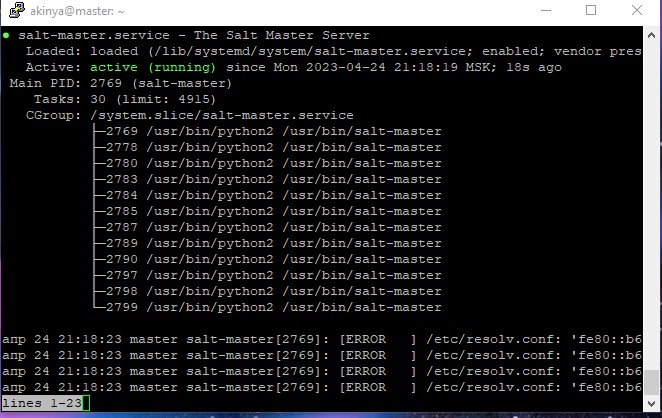 akinya@master: ~
● salt-master.service - The Salt Master Server
Loaded: loaded (/lib/systemd/system/salt-master.service; enabled; vendor pres
Active: active (running) since Mon 2023-04-24 21:18:19 MSK; 18s ago
Main PID: 2769 (salt-master)
Tasks: 30 (limit: 4915)
CGroup: /system.slice/salt-master.service
├─2769 /usr/bin/python2 /usr/bin/salt-master
├─2778 /usr/bin/python2 /usr/bin/salt-master
├─2780 /usr/bin/python2 /usr/bin/salt-master
├─2783 /usr/bin/python2 /usr/bin/salt-master
├─2784 /usr/bin/python2 /usr/bin/salt-master
├─2785 /usr/bin/python2 /usr/bin/salt-master
├─2787 /usr/bin/python2 /usr/bin/salt-master
├─2789 /usr/bin/python2 /usr/bin/salt-master
├─2790 /usr/bin/python2 /usr/bin/salt-master
├─2797 /usr/bin/python2 /usr/bin/salt-master
├─2798 /usr/bin/python2 /usr/bin/salt-master
└─2799 /usr/bin/python2 /usr/bin/salt-master
апр 24 21:18:23 master salt-master[2769]: [ERROR   ] /etc/resolv.conf: 'fe80::b6
апр 24 21:18:23 master salt-master[2769]: [ERROR   ] /etc/resolv.conf: 'fe80::b6
апр 24 21:18:23 master salt-master[2769]: [ERROR   ] /etc/resolv.conf: 'fe80::b6
апр 24 21:18:23 master salt-master[2769]: [ERROR   ] /etc/resolv.conf: 'fe80::b6
lines 1-23